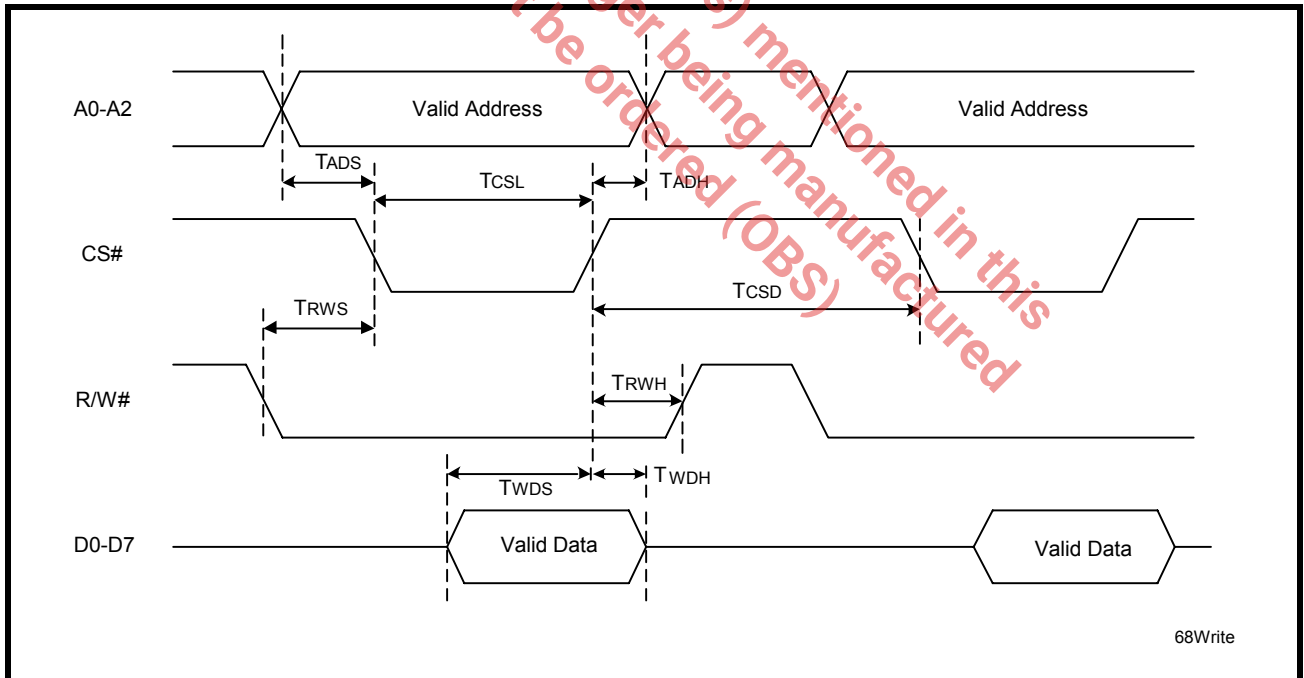 A0-A2
Valid Address
Valid Address
TADS
TCSL
TADH
CS#
TCSD
TRWS
R/W#
TRWH
TWDS
TWDH
D0-D7
Valid Data
Valid Data
68Write
mentioned in this
ger being manufactured
t be ordered (OBS)